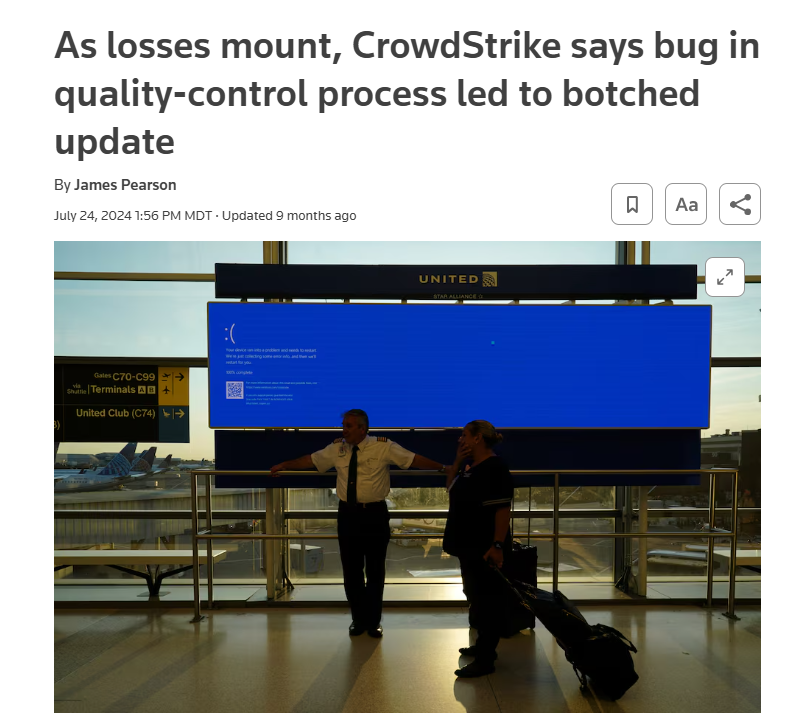 As losses mount, CrowdStrike says bug in
quality-control process led to botched
update
By James Pearson
July 24, 2024 1:56 PM MDT · Updated 9 months ago
Aa
UNITED
STAR ALLIANCE
:(
Your device ran into a problem and needs to restart.
We're just collecting some error info, and then we'll
restart for you.
100% complete
Gates C70-C99
via Shuttle | Terminals A B
United Club (C74)